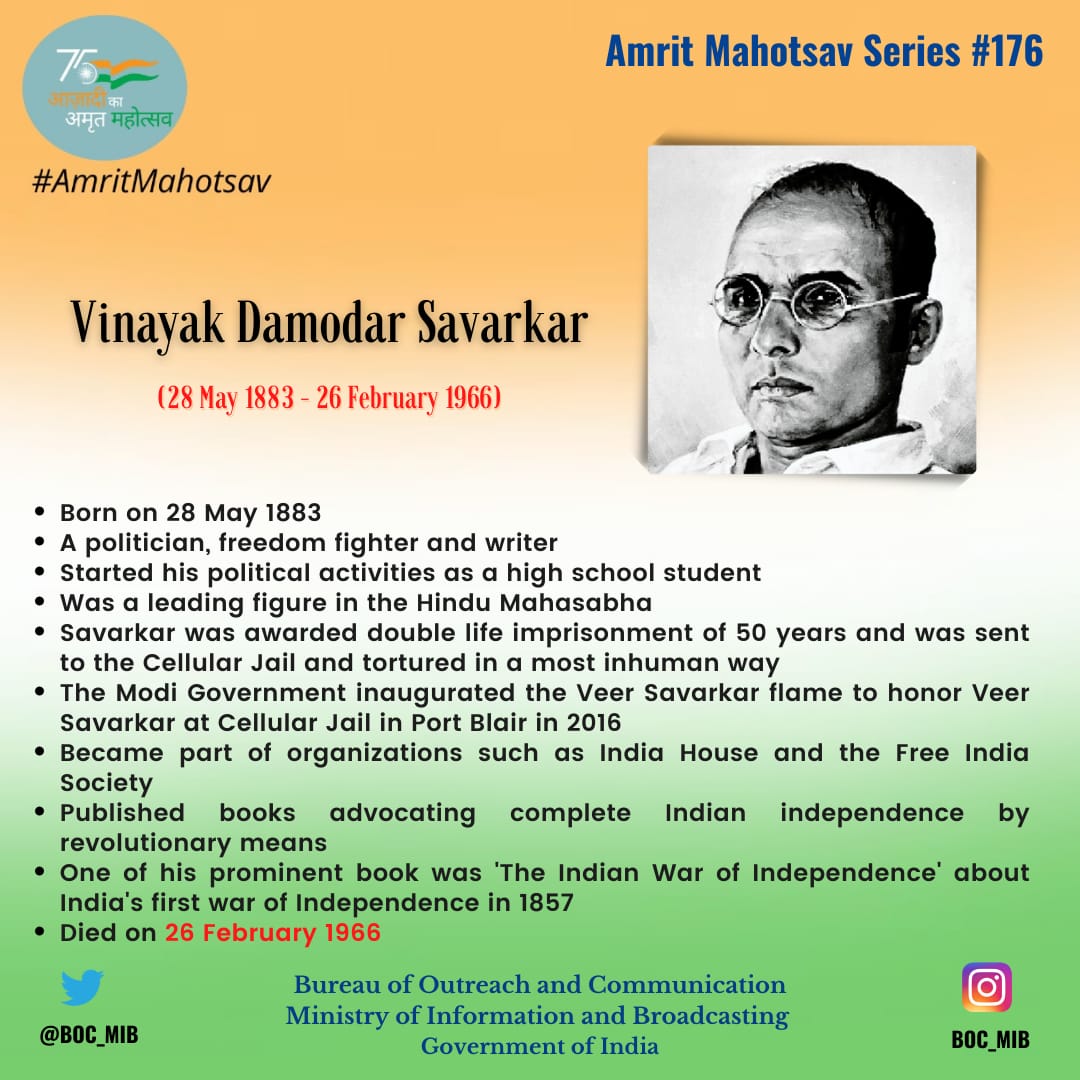 75
आज़ादी का
अमृत महोत्सव
#AmritMahotsav
Amrit Mahotsav Series #176
Vinayak Damodar Savarkar
(28 May 1883 - 26 February 1966)
• Born on 28 May 1883
• A politician, freedom fighter and writer
• Started his political activities as a high school student
• Was a leading figure in the Hindu Mahasabha
• Savarkar was awarded double life imprisonment of 50 years and was sent
to the Cellular Jail and tortured in a most inhuman way
• The Modi Government inaugurated the Veer Savarkar flame to honor Veer
Savarkar at Cellular Jail in Port Blair in 2016
• Became part of organizations such as India House and the Free India
Society
• Published books advocating complete Indian independence by
revolutionary means
• One of his prominent book was 'The Indian War of Independence' about
India's first war of Independence in 1857
• Died on 26 February 1966
@BOC_MIB
Bureau of Outreach and Communication
Ministry of Information and Broadcasting
Government of India
BOC_MIB